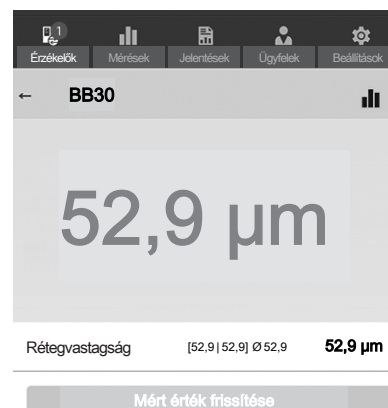 1
Érzékelők Mérések Jelentések Ügyfelek Beállítások
← BB30
52,9 µm
Rétegvastagság [52,9|52,9] Ø 52,9 52,9 µm
Mért érték frissítése